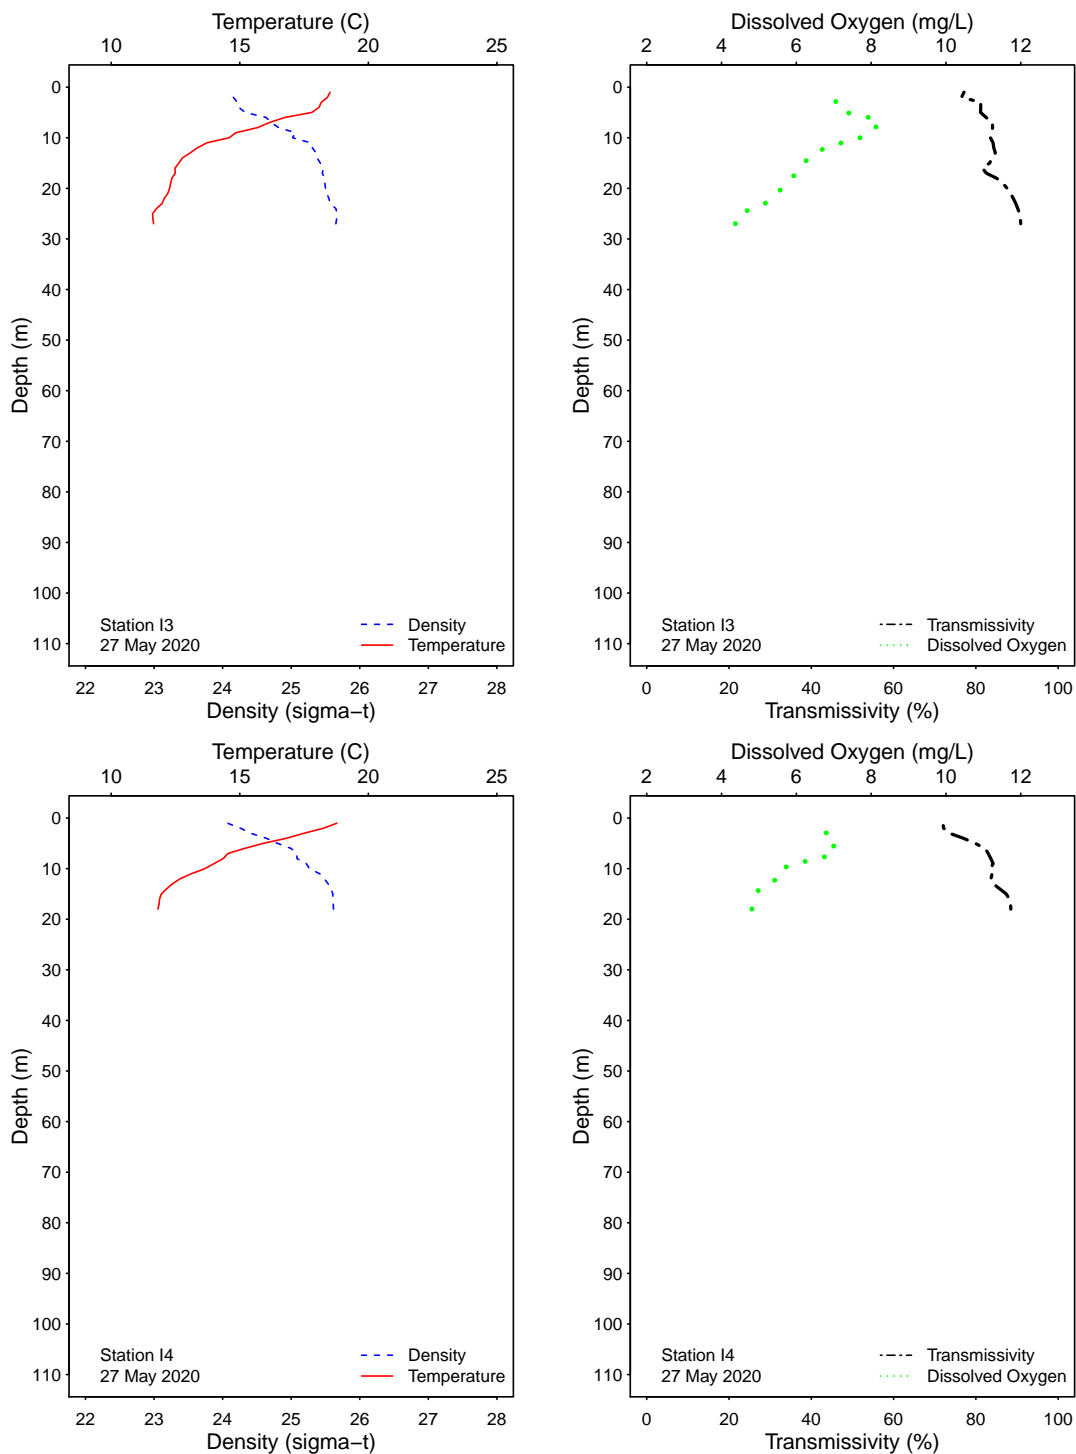 Temperature (C)
10 15 20 25
0
10
20
30
40
50
60
70
80
90
100
110
Depth (m)
Station I3
27 May 2020
Density
Temperature
22 23 24 25 26 27 28
Density (sigma−t)
Dissolved Oxygen (mg/L)
2 4 6 8 10 12
0
10
20
30
40
50
60
70
80
90
100
110
Depth (m)
Station I3
27 May 2020
Transmissivity
Dissolved Oxygen
0 20 40 60 80 100
Transmissivity (%)
Temperature (C)
10 15 20 25
0
10
20
30
40
50
60
70
80
90
100
110
Depth (m)
Station I4
27 May 2020
Density
Temperature
22 23 24 25 26 27 28
Density (sigma−t)
Dissolved Oxygen (mg/L)
2 4 6 8 10 12
0
10
20
30
40
50
60
70
80
90
100
110
Depth (m)
Station I4
27 May 2020
Transmissivity
Dissolved Oxygen
0 20 40 60 80 100
Transmissivity (%)